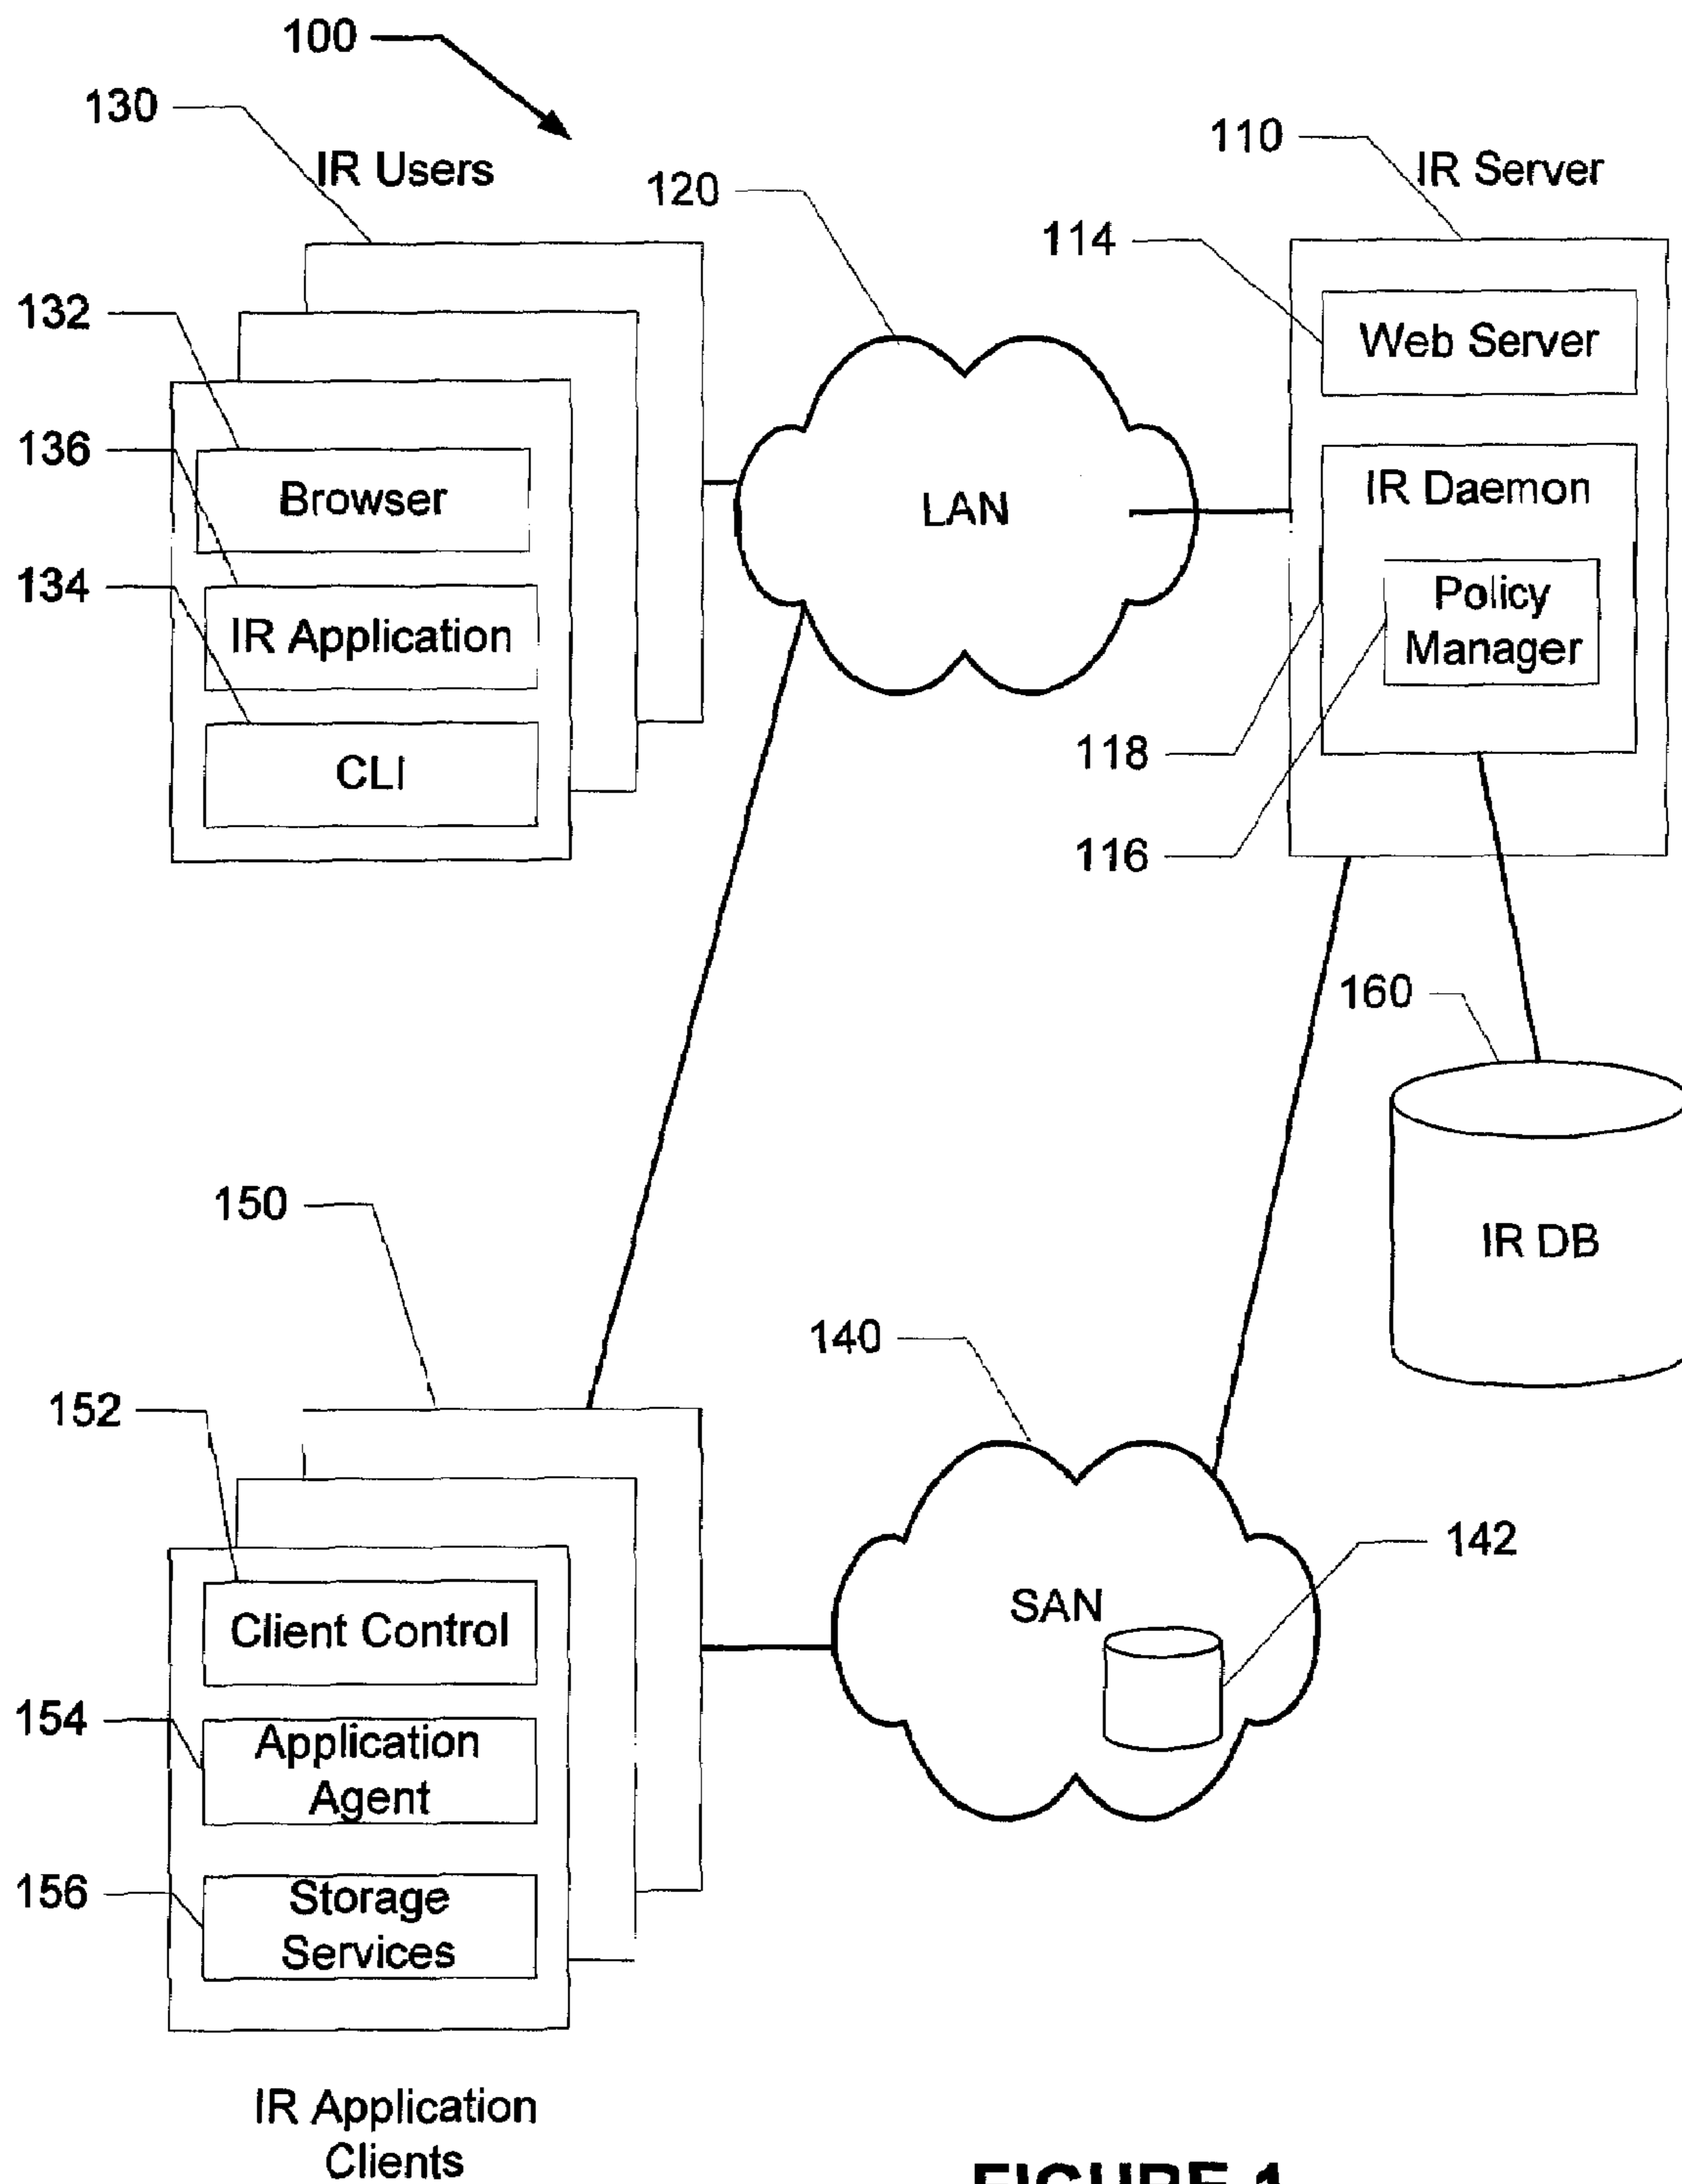 100
130
IR Users
110
IR Server
120
114
132
Web Server
136
Browser
LAN
IR Daemon
134
IR Application
Policy
Manager
CLI
118
116
160
150
IR DB
140
152
142
SAN
Client Control
154
Application
Agent
156
Storage
Services
IR Application
Clients
FIGURE 1